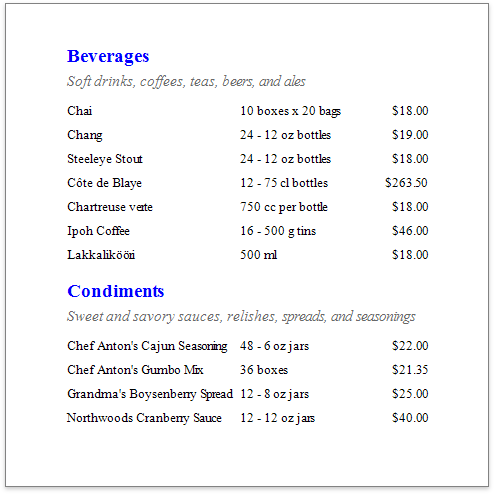 Beverages
Soft drinks, coffees, teas, beers, and ales
Chai 10 boxes x 20 bags $18.00
Chang 24 - 12 oz bottles $19.00
Steeleye Stout 24 - 12 oz bottles $18.00
Côte de Blaye 12 - 75 cl bottles $263.50
Chartreuse verte 750 cc per bottle $18.00
Ipoh Coffee 16 - 500 g tins $46.00
Lakkalikööri 500 ml $18.00
Condiments
Sweet and savory sauces, relishes, spreads, and seasonings
Chef Anton's Cajun Seasoning 48 - 6 oz jars $22.00
Chef Anton's Gumbo Mix 36 boxes $21.35
Grandma's Boysenberry Spread 12 - 8 oz jars $25.00
Northwoods Cranberry Sauce 12 - 12 oz jars $40.00